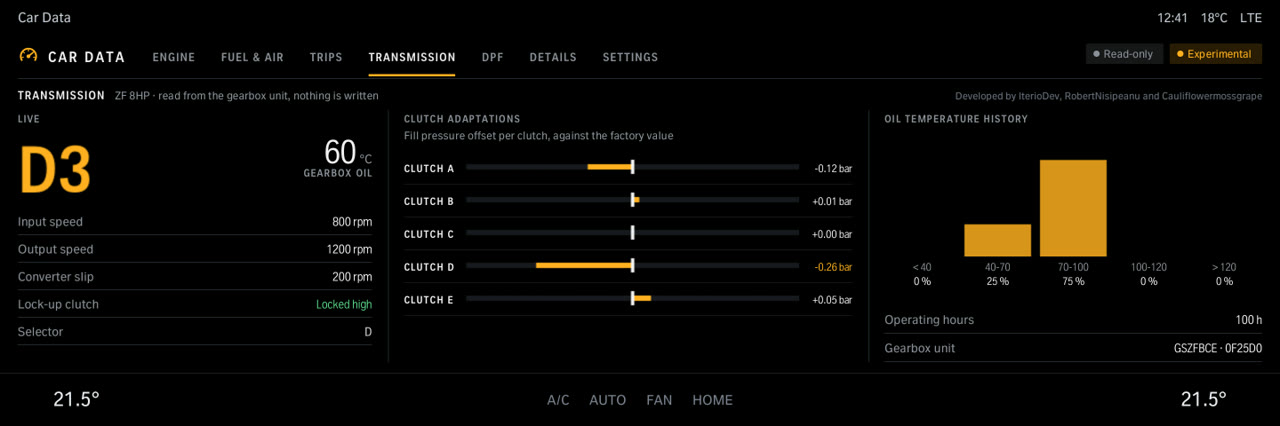 Car Data
12:41 18°C LTE
CAR DATA ENGINE FUEL & AIR TRIPS TRANSMISSION DPF DETAILS SETTINGS Read-only Experimental
TRANSMISSION ZF 8HP · read from the gearbox unit, nothing is written
Developed by IterioDev, RobertNisipeanu and Cauliflowermossgrape
LIVE
D3
60 °C
GEARBOX OIL
Input speed 800 rpm
Output speed 1200 rpm
Converter slip 200 rpm
Lock-up clutch Locked high
Selector D
CLUTCH ADAPTATIONS
Fill pressure offset per clutch, against the factory value
CLUTCH A -0.12 bar
CLUTCH B +0.01 bar
CLUTCH C +0.00 bar
CLUTCH D -0.26 bar
CLUTCH E +0.05 bar
OIL TEMPERATURE HISTORY
< 40 40-70 70-100 100-120 > 120
0 % 25 % 75 % 0 % 0 %
Operating hours 100 h
Gearbox unit GSZFBCE · 0F25D0
21.5° A/C AUTO FAN HOME 21.5°